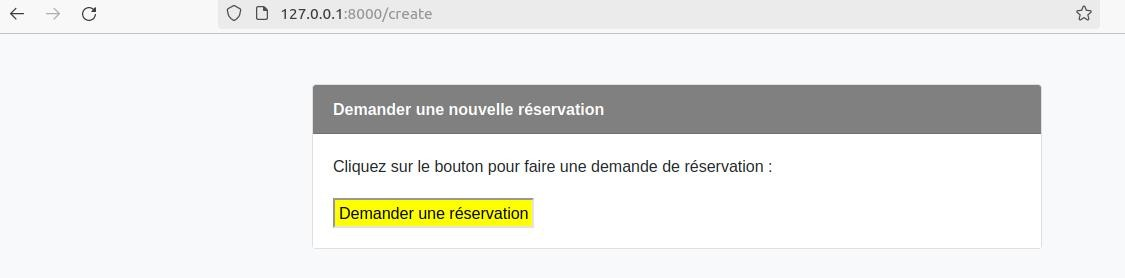 127.0.0.1:8000/create
Demander une nouvelle réservation
Cliquez sur le bouton pour faire une demande de réservation :
Demander une réservation